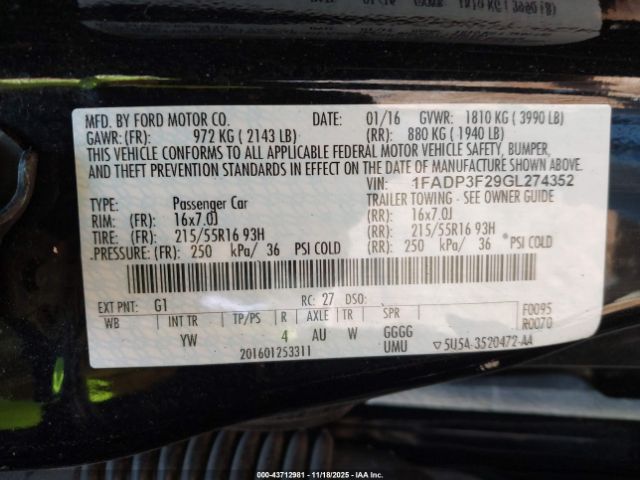 MFD. BY FORD MOTOR CO. DATE: 01/16 GVWR: 1810 KG ( 3990 LB)
GAWR: (FR): 972 KG ( 2143 LB) (RR): 880 KG ( 1940 LB)
THIS VEHICLE CONFORMS TO ALL APPLICABLE FEDERAL MOTOR VEHICLE SAFETY, BUMPER,
AND THEFT PREVENTION STANDARDS IN EFFECT ON THE DATE OF MANUFACTURE SHOWN ABOVE.
VIN: 1FADP3F29GL274352
TYPE: Passenger Car TRAILER TOWING - SEE OWNER GUIDE
RIM: (FR): 16x7.0J (RR): 16x7.0J
TIRE: (FR): 215/55R16 93H (RR): 215/55R16 93H
PRESSURE: (FR): 250 kPa/ 36 PSI COLD (RR): 250 kPa/ 36 PSI COLD
EXT PNT: G1 RC: 27 DSO: F0095
WB INT TR TP/PS R AXLE TR SPR R0070
YW 4 AU W GGGG
201601253311 UMU ▽5U5A-3520472-AA
000-43712981 - 11/18/2025 - IAA.